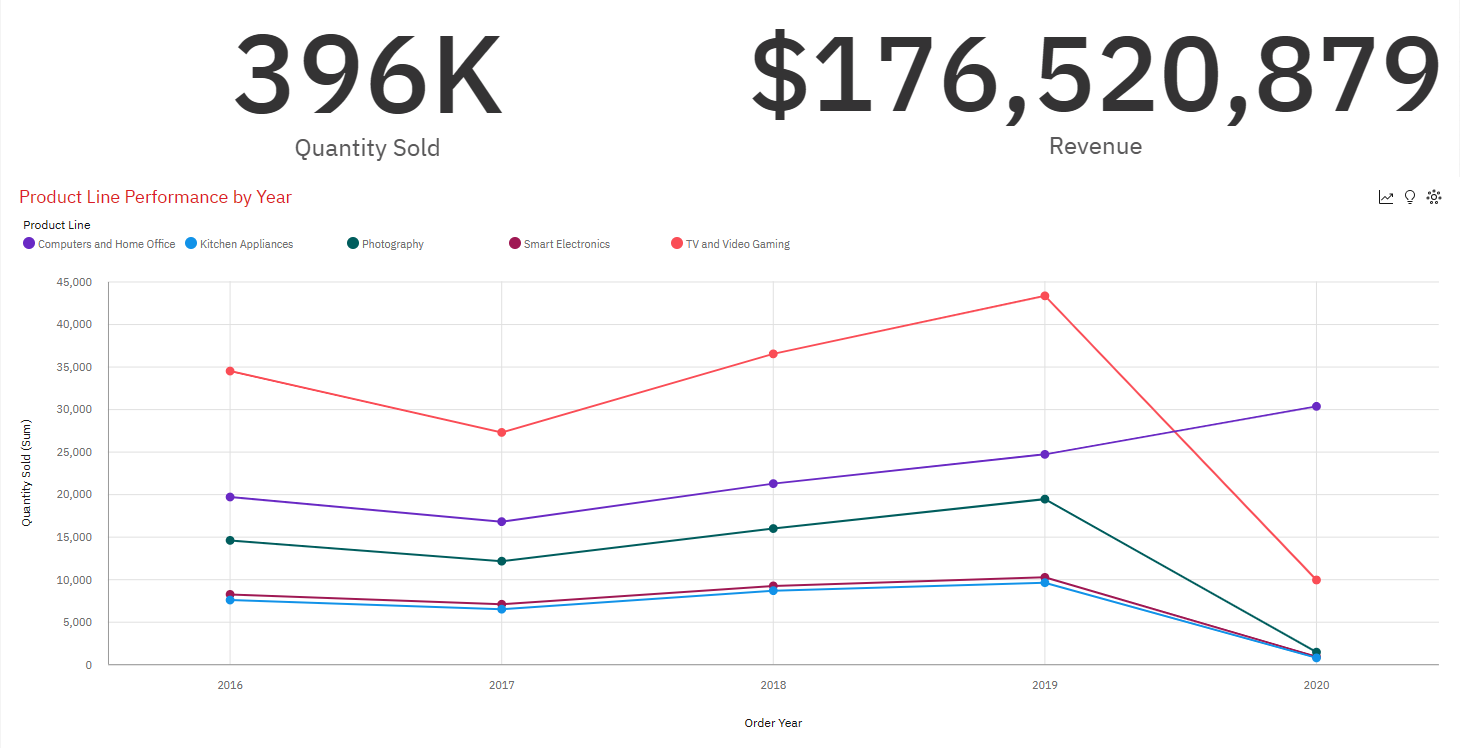 396K
Quantity Sold
$176,520,879
Revenue
Product Line Performance by Year
Product Line
Computers and Home Office Kitchen Appliances Photography Smart Electronics TV and Video Gaming
45,000
40,000
35,000
30,000
25,000
20,000
15,000
10,000
5,000
0
Quantity Sold (Sum)
2016 2017 2018 2019 2020
Order Year